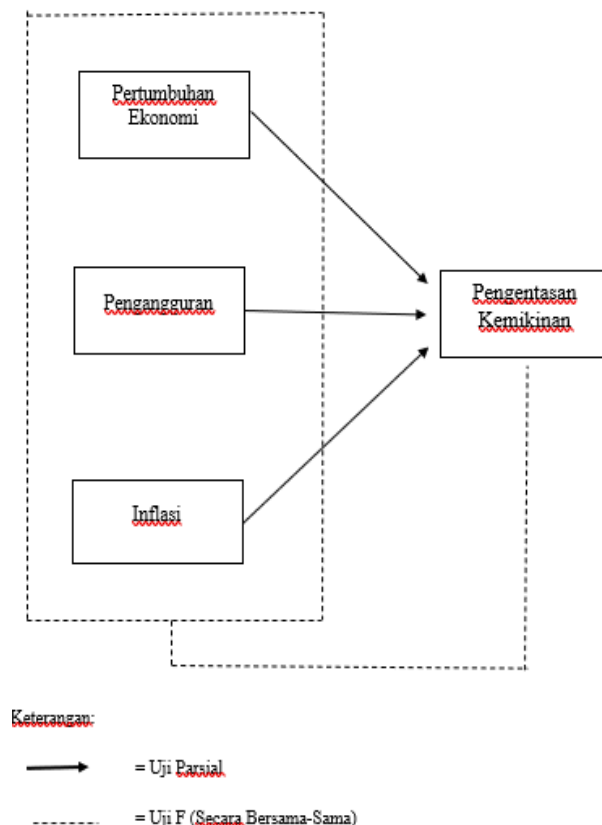 Pertumbuhan
Ekonomi
Pengangguran
Pengentasan
Kemikinan
Inflasi
Keterangan:
= Uji Parsial
= Uji F (Secara Bersama-Sama)